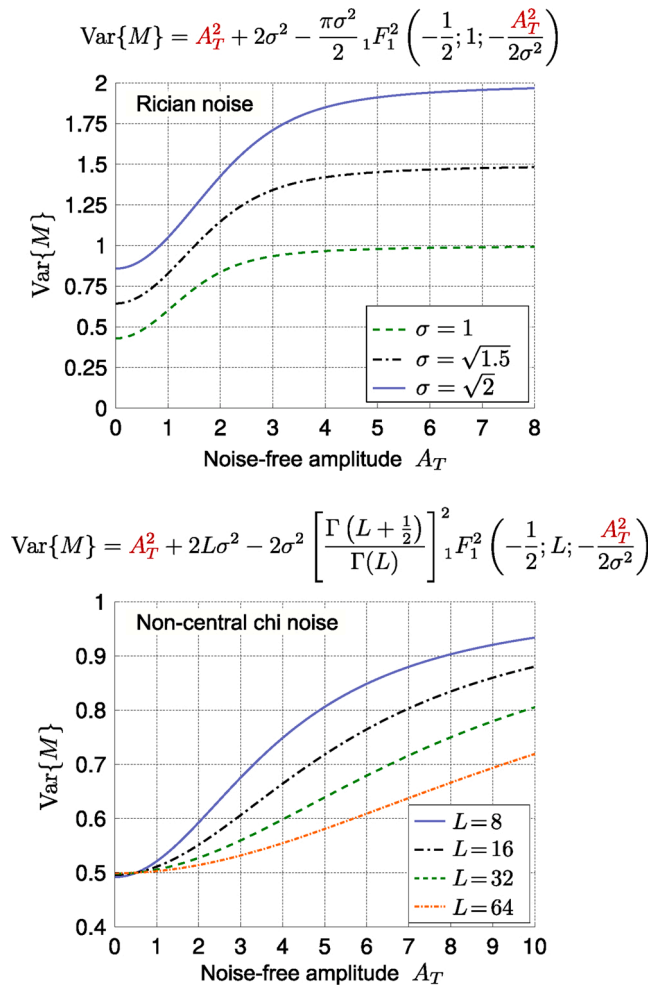 Var{M} = A_T^2 + 2σ^2 − πσ^2/2 ₁F₁^2 (−1/2; 1; −A_T^2/2σ^2)
Rician noise
2
1.75
1.5
1.25
1
0.75
0.5
0.25
0
Var{M}
σ = 1
σ = √1.5
σ = √2
0 1 2 3 4 5 6 7 8
Noise-free amplitude A_T
Var{M} = A_T^2 + 2Lσ^2 − 2σ^2 [Γ(L + 1/2)/Γ(L)]^2 ₁F₁^2 (−1/2; L; −A_T^2/2σ^2)
Non-central chi noise
1
0.9
0.8
0.7
0.6
0.5
0.4
Var{M}
L=8
L=16
L=32
L=64
0 1 2 3 4 5 6 7 8 9 10
Noise-free amplitude A_T